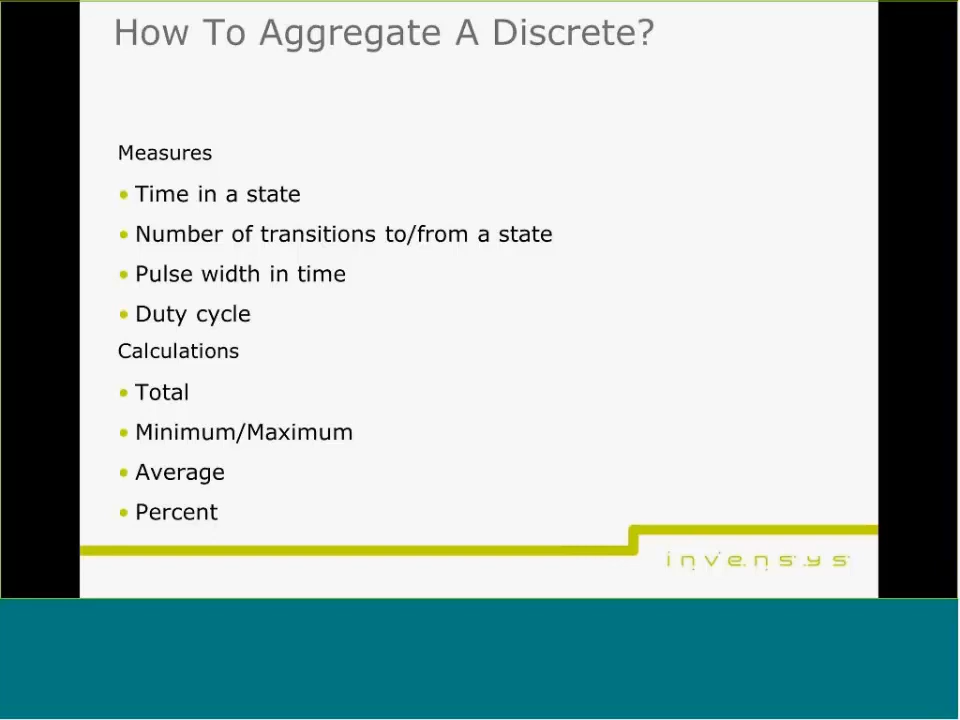 How To Aggregate A Discrete?
Measures
• Time in a state
• Number of transitions to/from a state
• Pulse width in time
• Duty cycle
Calculations
• Total
• Minimum/Maximum
• Average
• Percent
invensys